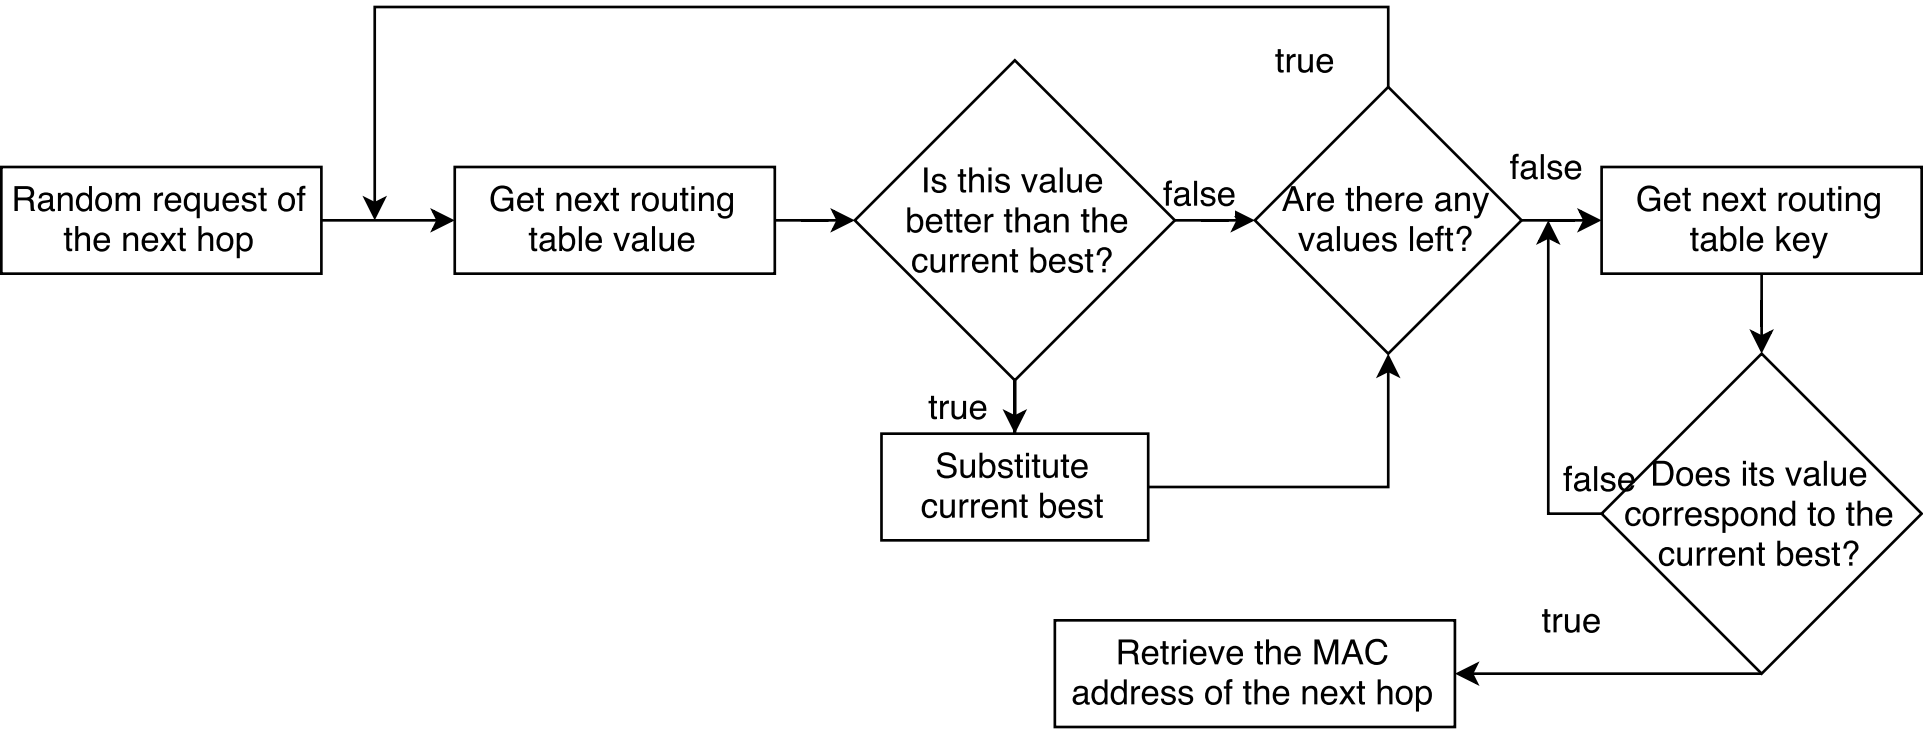 Random request of
the next hop
Get next routing
table value
Is this value
better than the
current best?
false
true
Substitute
current best
Are there any
values left?
true
false
Get next routing
table key
Does its value
correspond to the
current best?
false
true
Retrieve the MAC
address of the next hop